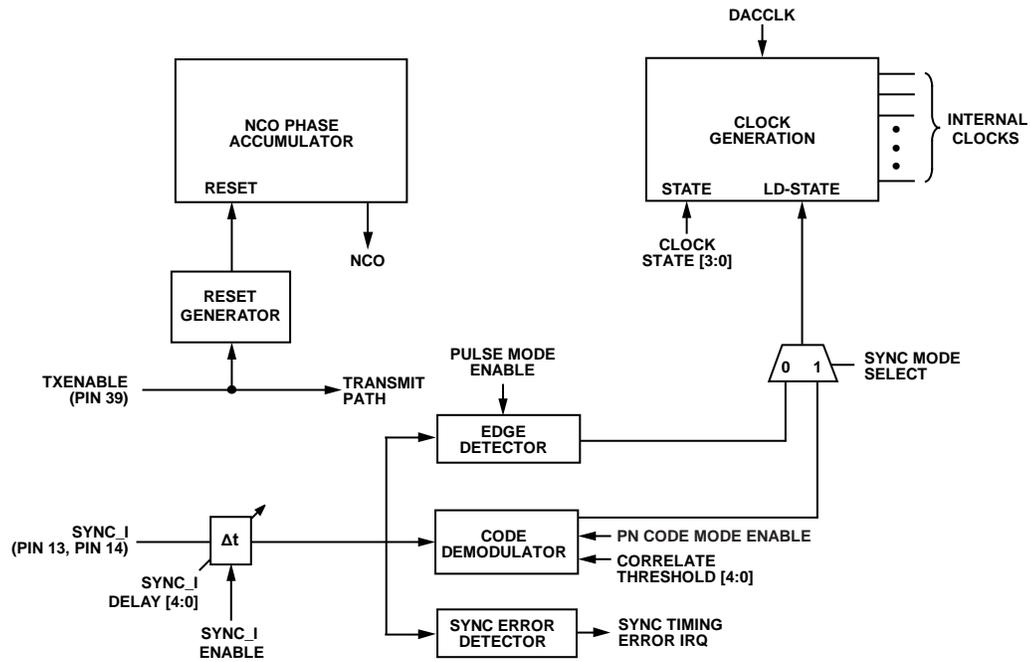 DACCLK
NCO PHASE
ACCUMULATOR
RESET
NCO
CLOCK
GENERATION
STATE
LD-STATE
INTERNAL
CLOCKS
CLOCK
STATE [3:0]
RESET
GENERATOR
TXENABLE
(PIN 39)
TRANSMIT
PATH
PULSE MODE
ENABLE
0 1
SYNC MODE
SELECT
EDGE
DETECTOR
SYNC_I
(PIN 13, PIN 14)
Δt
SYNC_I
DELAY [4:0]
SYNC_I
ENABLE
CODE
DEMODULATOR
PN CODE MODE ENABLE
CORRELATE
THRESHOLD [4:0]
SYNC ERROR
DETECTOR
SYNC TIMING
ERROR IRQ